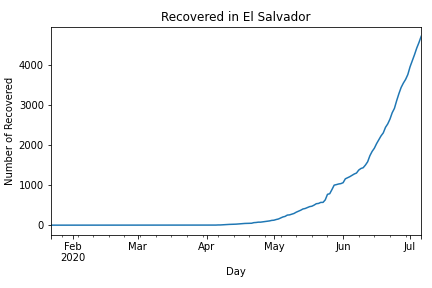 Recovered in El Salvador
Number of Recovered
4000
3000
2000
1000
0
Feb
2020
Mar
Apr
May
Jun
Jul
Day